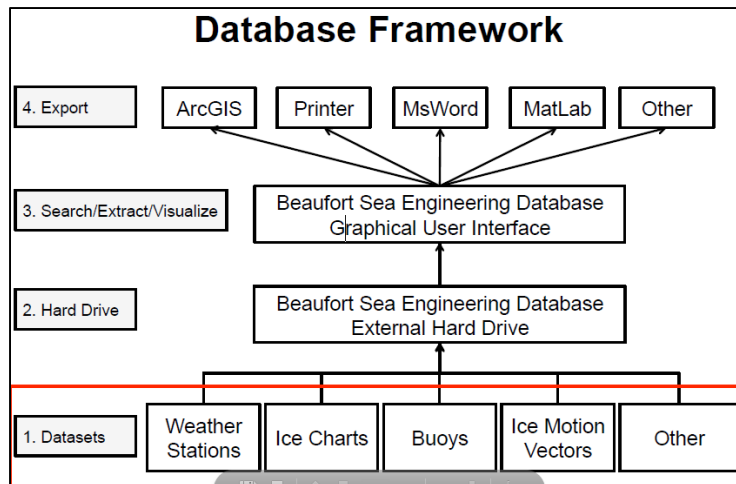 Database Framework
4. Export
ArcGIS
Printer
MsWord
MatLab
Other
3. Search/Extract/Visualize
Beaufort Sea Engineering Database
Graphical User Interface
2. Hard Drive
Beaufort Sea Engineering Database
External Hard Drive
1. Datasets
Weather
Stations
Ice Charts
Buoys
Ice Motion
Vectors
Other